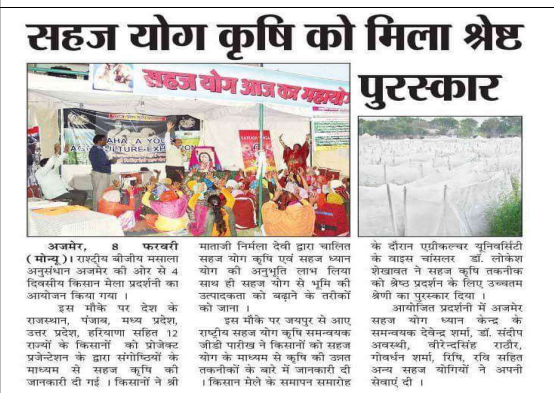 सहज योग कृषि को मिला श्रेष्ठ
पुरस्कार
सहज योग आज का महायोग
अजमेर, 8 फरवरी
(मोन्यू)। राष्ट्रीय बीजीय मसाला
अनुसंधान अजमेर की ओर से 4
दिवसीय किसान मेला प्रदर्शनी का
आयोजन किया गया ।
इस मौके पर देश के
राजस्थान, पंजाब, मध्य प्रदेश,
उत्तर प्रदेश, हरियाणा सहित 12
राज्यों के किसानों को प्रोजेक्ट
प्रजेन्टेशन के द्वारा संगोष्ठियों के
माध्यम से सहज कृषि की
जानकारी दी गई । किसानों ने श्री
माताजी निर्मला देवी द्वारा चालित
सहज योग कृषि एवं सहज ध्यान
योग की अनुभूति लाभ लिया
साथ ही सहज योग से भूमि की
उत्पादकता को बढ़ाने के तरीकों
को जाना ।
इस मौके पर जयपुर से आए
राष्ट्रीय सहज योग कृषि समन्वयक
जीडी पारीख ने किसानों को सहज
योग के माध्यम से कृषि की उन्नत
तकनीकों के बारे में जानकारी दी
। किसान मेले के समापन समारोह
के दौरान एग्रीकल्चर यूनिवर्सिटी
के वाइस चांसलर डॉ. लोकेश
शेखावत ने सहज कृषि तकनीक
को श्रेष्ठ प्रदर्शन के लिए उच्चतम
श्रेणी का पुरस्कार दिया ।
आयोजित प्रदर्शनी में अजमेर
सहज योग ध्यान केन्द्र के
समन्वयक देवेन्द्र शर्मा, डॉ. संदीप
अवस्थी, वीरेन्दसिंह राठौर,
गोवर्धन शर्मा, रिषि, रवि सहित
अन्य सहज योगियों ने अपनी
सेवाएं दी ।